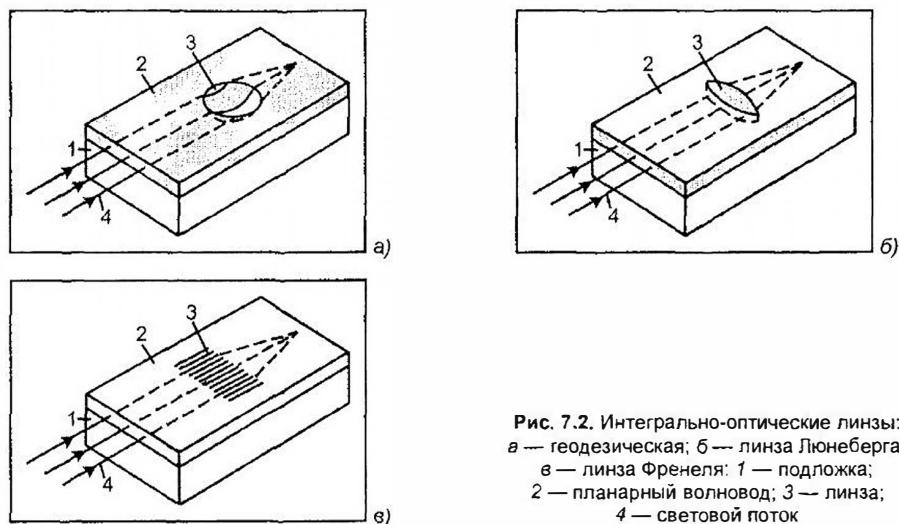 3
2
1
4
а)
3
2
1
4
б)
3
2
1
4
в)
Рис. 7.2. Интегрально-оптические линзы:
а — геодезическая; б — линза Люнеберга
в — линза Френеля: 1 — подложка;
2 — планарный волновод; 3 — линза;
4 — световой поток